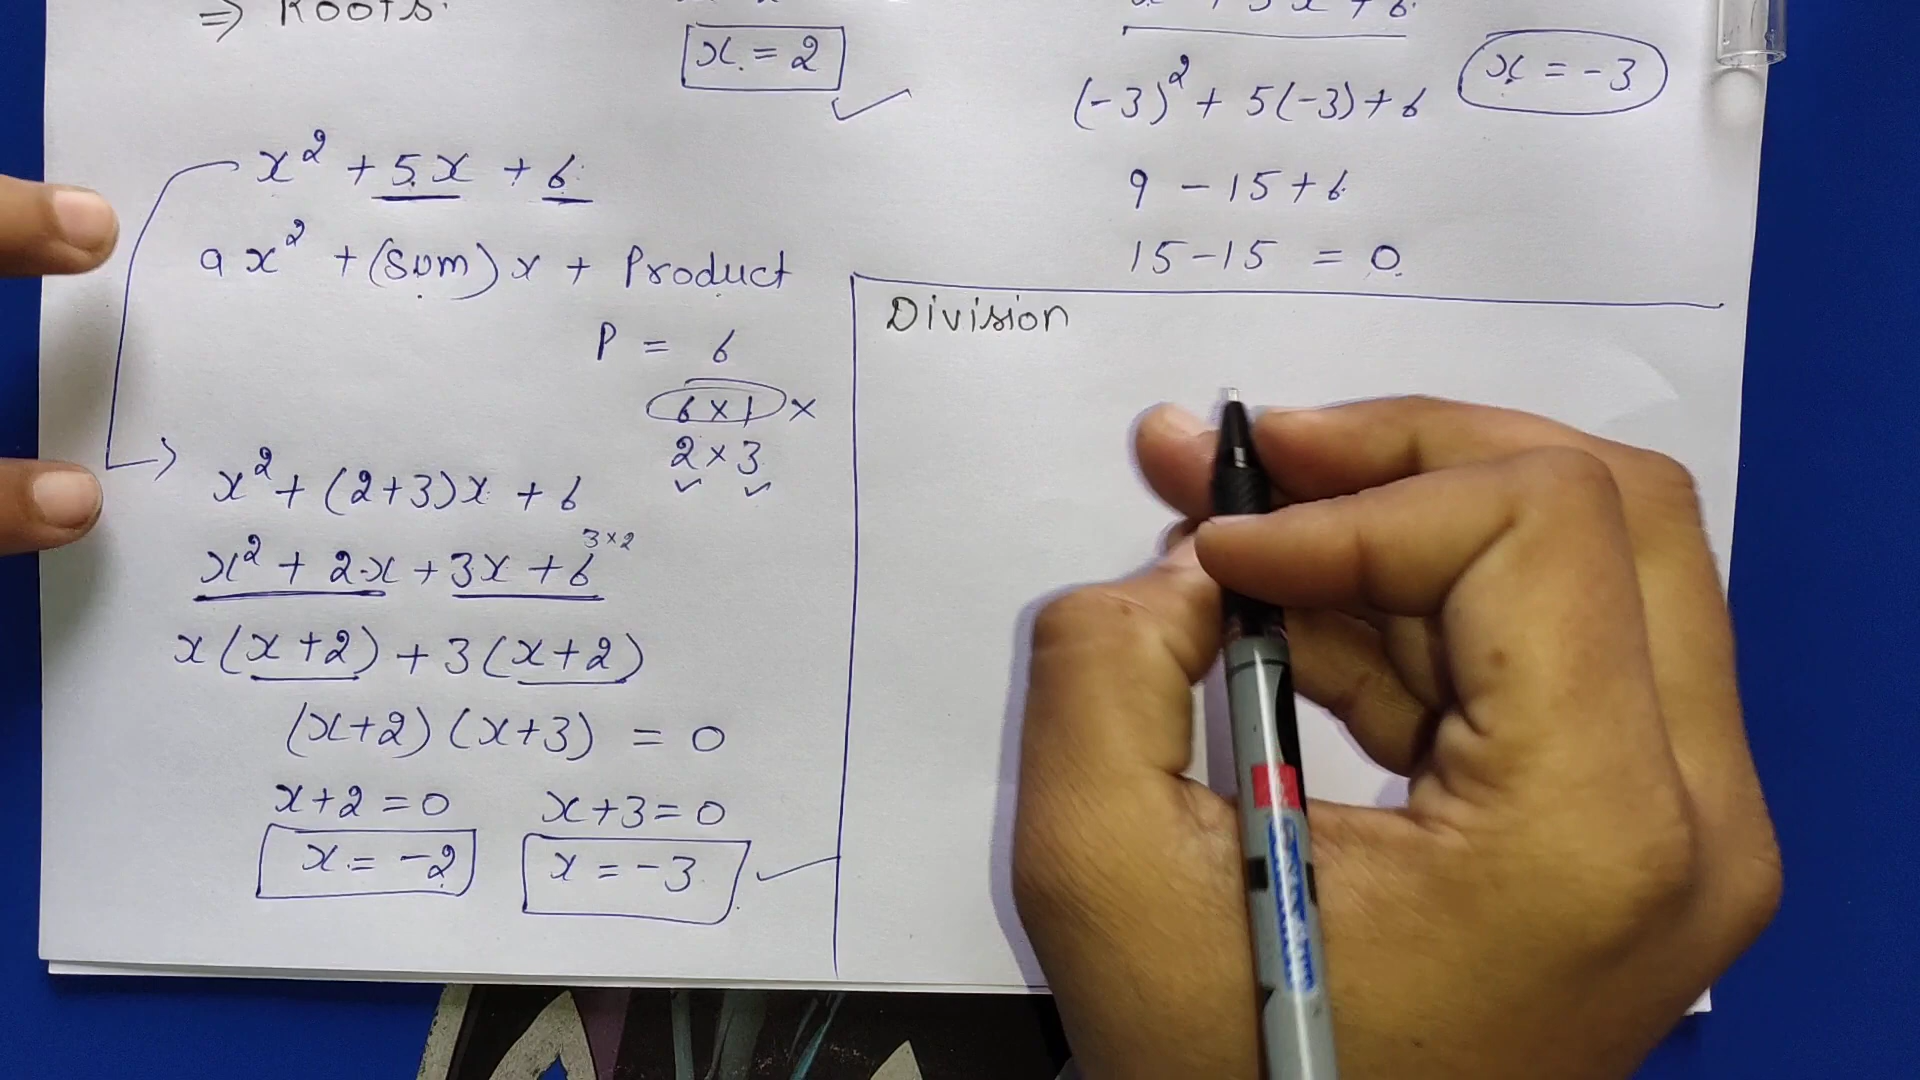 ⇒ Roots.
x = 2
x² + 5x + 6
ax² + (Sum)x + Product
P = 6
6 × 1 ×
2 × 3
x² + (2+3)x + 6
3×2
x² + 2x + 3x + 6
x(x+2) + 3(x+2)
(x+2)(x+3) = 0
x+2 = 0 x+3 = 0
x = -2 x = -3
x = -3
(-3)² + 5(-3) + 6
9 - 15 + 6
15 - 15 = 0
Division